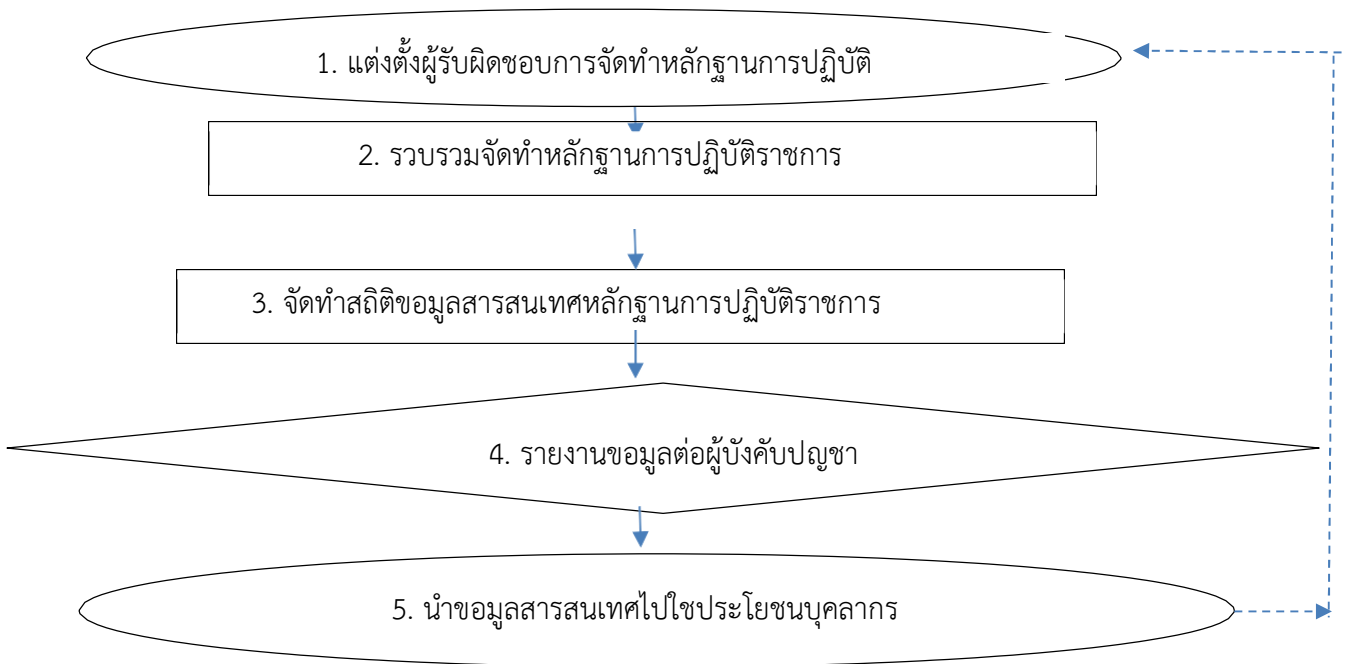 1. แต่งตั้งผู้รับผิดชอบการจัดทำหลักฐานการปฏิบัติ
2. รวบรวมจัดทำหลักฐานการปฏิบัติราชการ
3. จัดทำสถิติขอมูลสารสนเทศหลักฐานการปฏิบัติราชการ
4. รายงานขอมูลต่อผู้บังคับปญชา
5. นำขอมูลสารสนเทศไปใชประโยชนบุคลากร